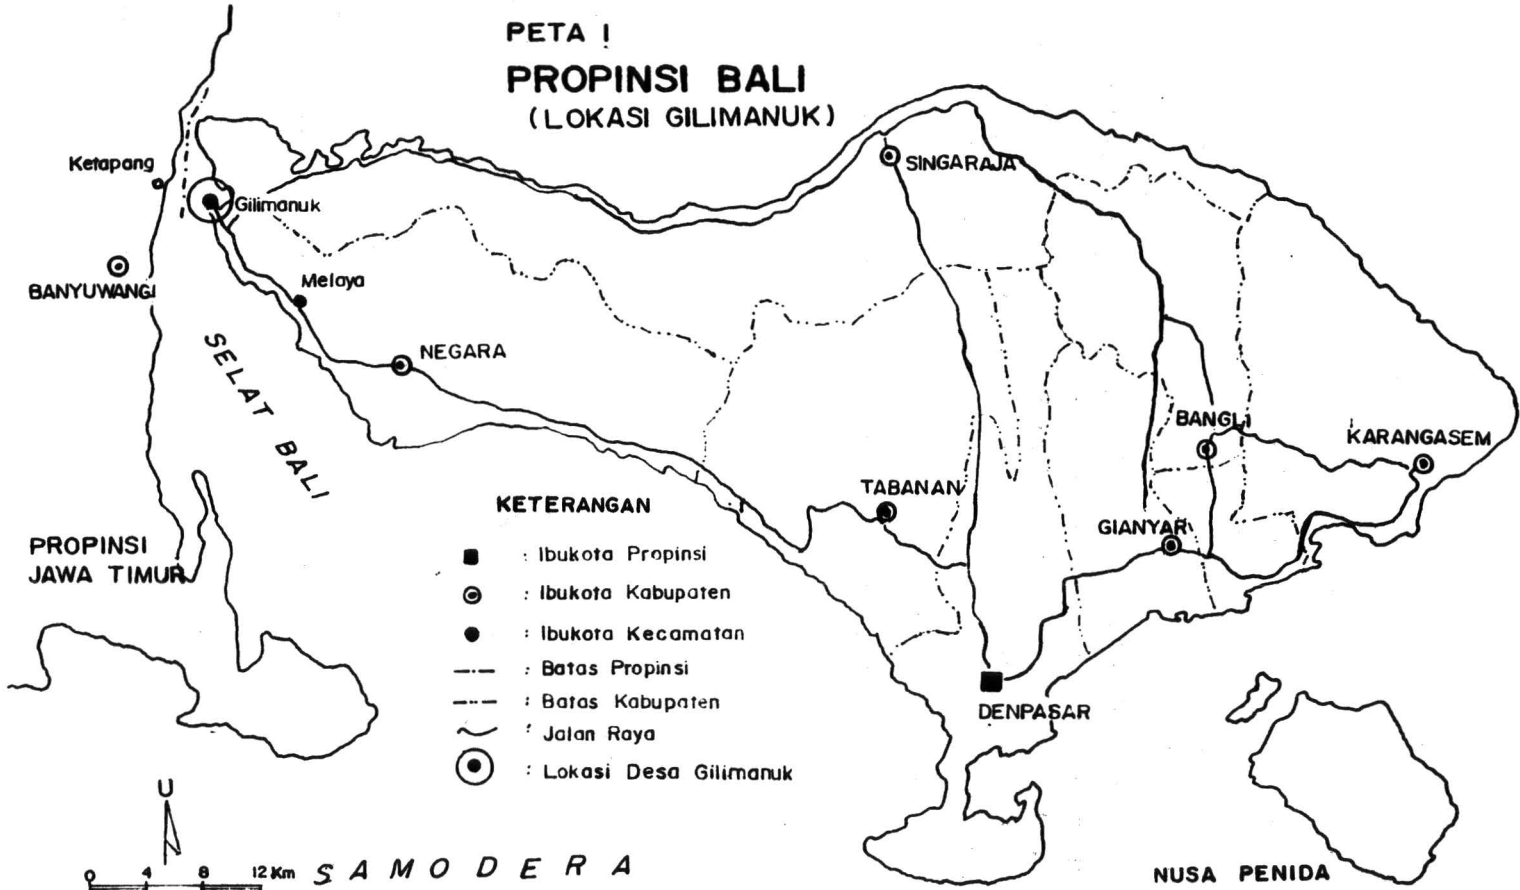 PETA I
PROPINSI BALI
(LOKASI GILIMANUK)
Ketapang
SINGARAJA
Gilimanuk
BANYUWANGI
Melaya
NEGARA
SELAT BALI
BANGLI
KARANGASEM
TABANAN
GIANYAR
PROPINSI
JAWA TIMUR
KETERANGAN
: Ibukota Propinsi
: Ibukota Kabupaten
: Ibukota Kecamatan
: Batas Propinsi
: Batas Kabupaten
: Jalan Raya
: Lokasi Desa Gilimanuk
DENPASAR
U
0 4 8 12 Km
SAMODERA
NUSA PENIDA